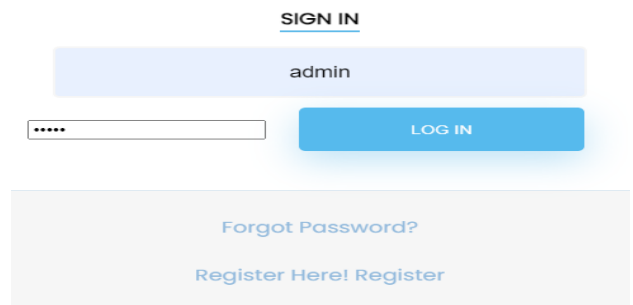 SIGN IN
admin
•••••
LOG IN
Forgot Password?
Register Here! Register